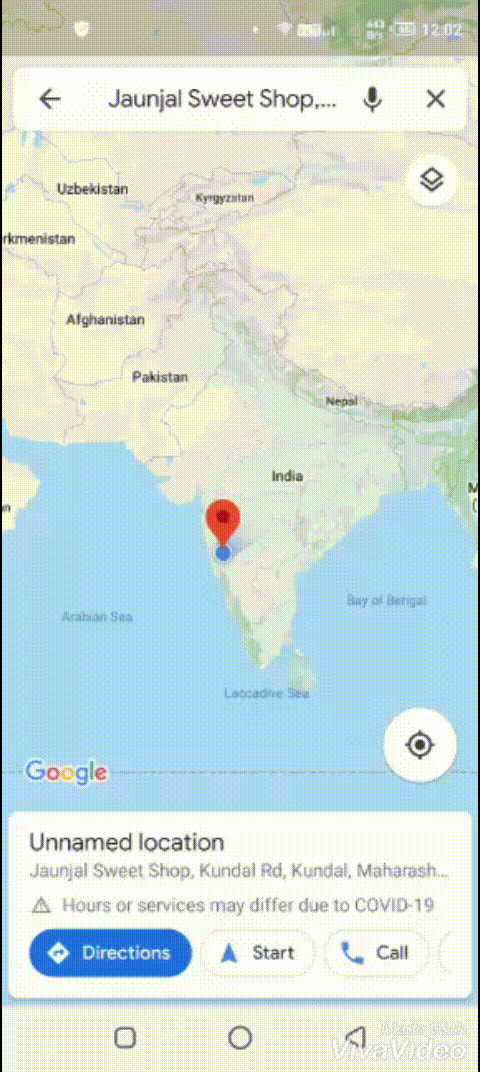 443
B/s
12:02
Jaunjal Sweet Shop,...
Uzbekistan
Kyrgyzstan
rkmenistan
Afghanistan
Pakistan
Nepal
India
M
Arabian Sea
Bay of Bengal
Laccadive Sea
Google
Unnamed location
Jaunjal Sweet Shop, Kundal Rd, Kundal, Maharash...
Hours or services may differ due to COVID-19
Directions
Start
Call
Made With
VivaVideo